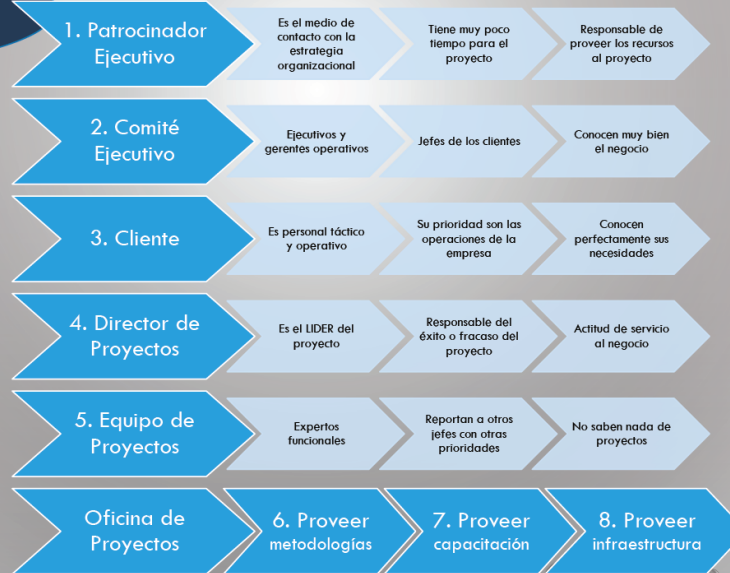 1. Patrocinador
Ejecutivo
Es el medio de
contacto con la
estrategia
organizacional
Tiene muy poco
tiempo para el
proyecto
Responsable de
proveer los recursos
al proyecto
2. Comité
Ejecutivo
Ejecutivos y
gerentes operativos
Jefes de los clientes
Conocen muy bien
el negocio
3. Cliente
Es personal táctico
y operativo
Su prioridad son las
operaciones de la
empresa
Conocen
perfectamente sus
necesidades
4. Director de
Proyectos
Es el LIDER del
proyecto
Responsable del
éxito o fracaso del
proyecto
Actitud de servicio
al negocio
5. Equipo de
Proyectos
Expertos
funcionales
Reportan a otros
jefes con otras
prioridades
No saben nada de
proyectos
Oficina de
Proyectos
6. Proveer
metodologías
7. Proveer
capacitación
8. Proveer
infraestructura